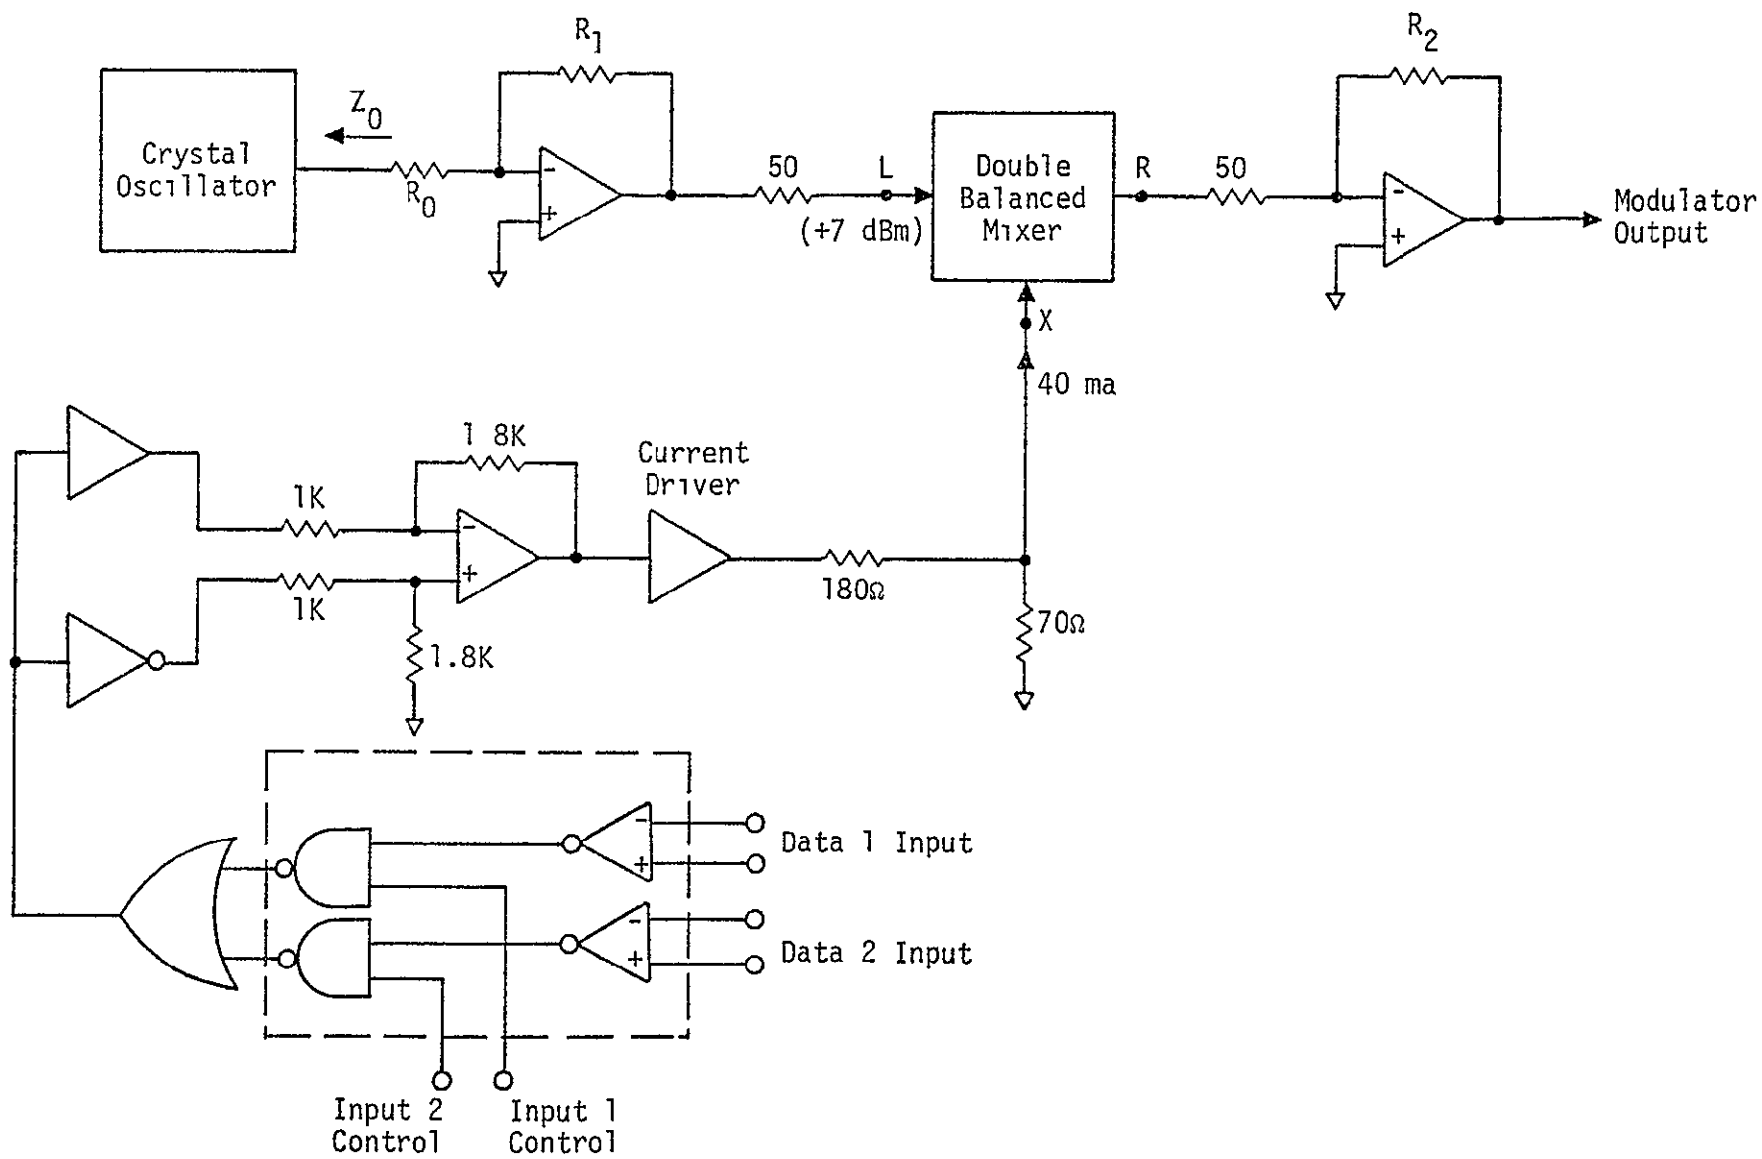 R1
R2
Z0
Crystal
Oscillator
R0
-
+
50
L
(+7 dBm)
Double
Balanced
Mixer
R
50
-
+
Modulator
Output
X
40 ma
1 8K
Current
Driver
1K
-
+
1K
180Ω
70Ω
1.8K
-
+
Data 1 Input
-
+
Data 2 Input
Input 2
Control
Input 1
Control